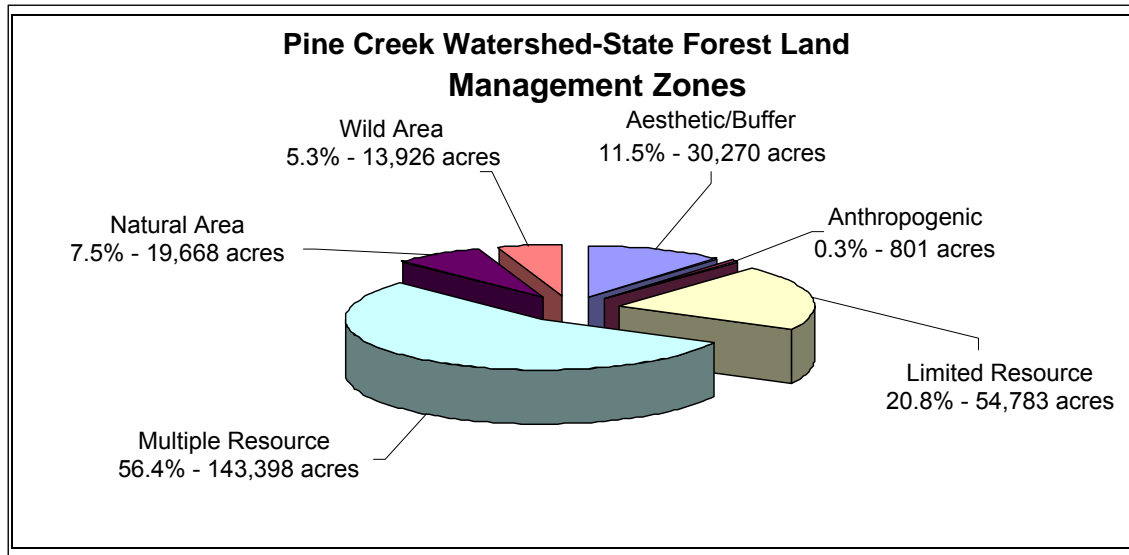 Pine Creek Watershed-State Forest Land
Management Zones
Wild Area
5.3% - 13,926 acres
Aesthetic/Buffer
11.5% - 30,270 acres
Natural Area
7.5% - 19,668 acres
Anthropogenic
0.3% - 801 acres
Limited Resource
20.8% - 54,783 acres
Multiple Resource
56.4% - 143,398 acres